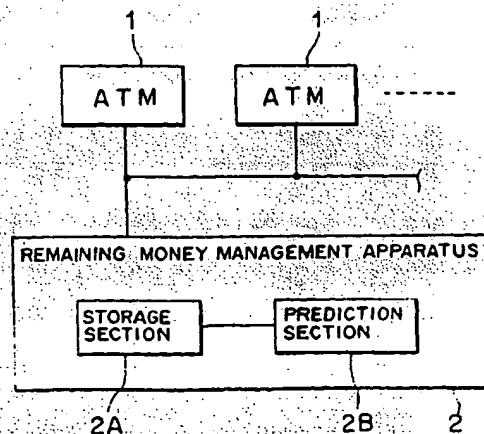 1 1
ATM ATM
REMAINING MONEY MANAGEMENT APPARATUS
STORAGE SECTION
PREDICTION SECTION
2A 2B 2